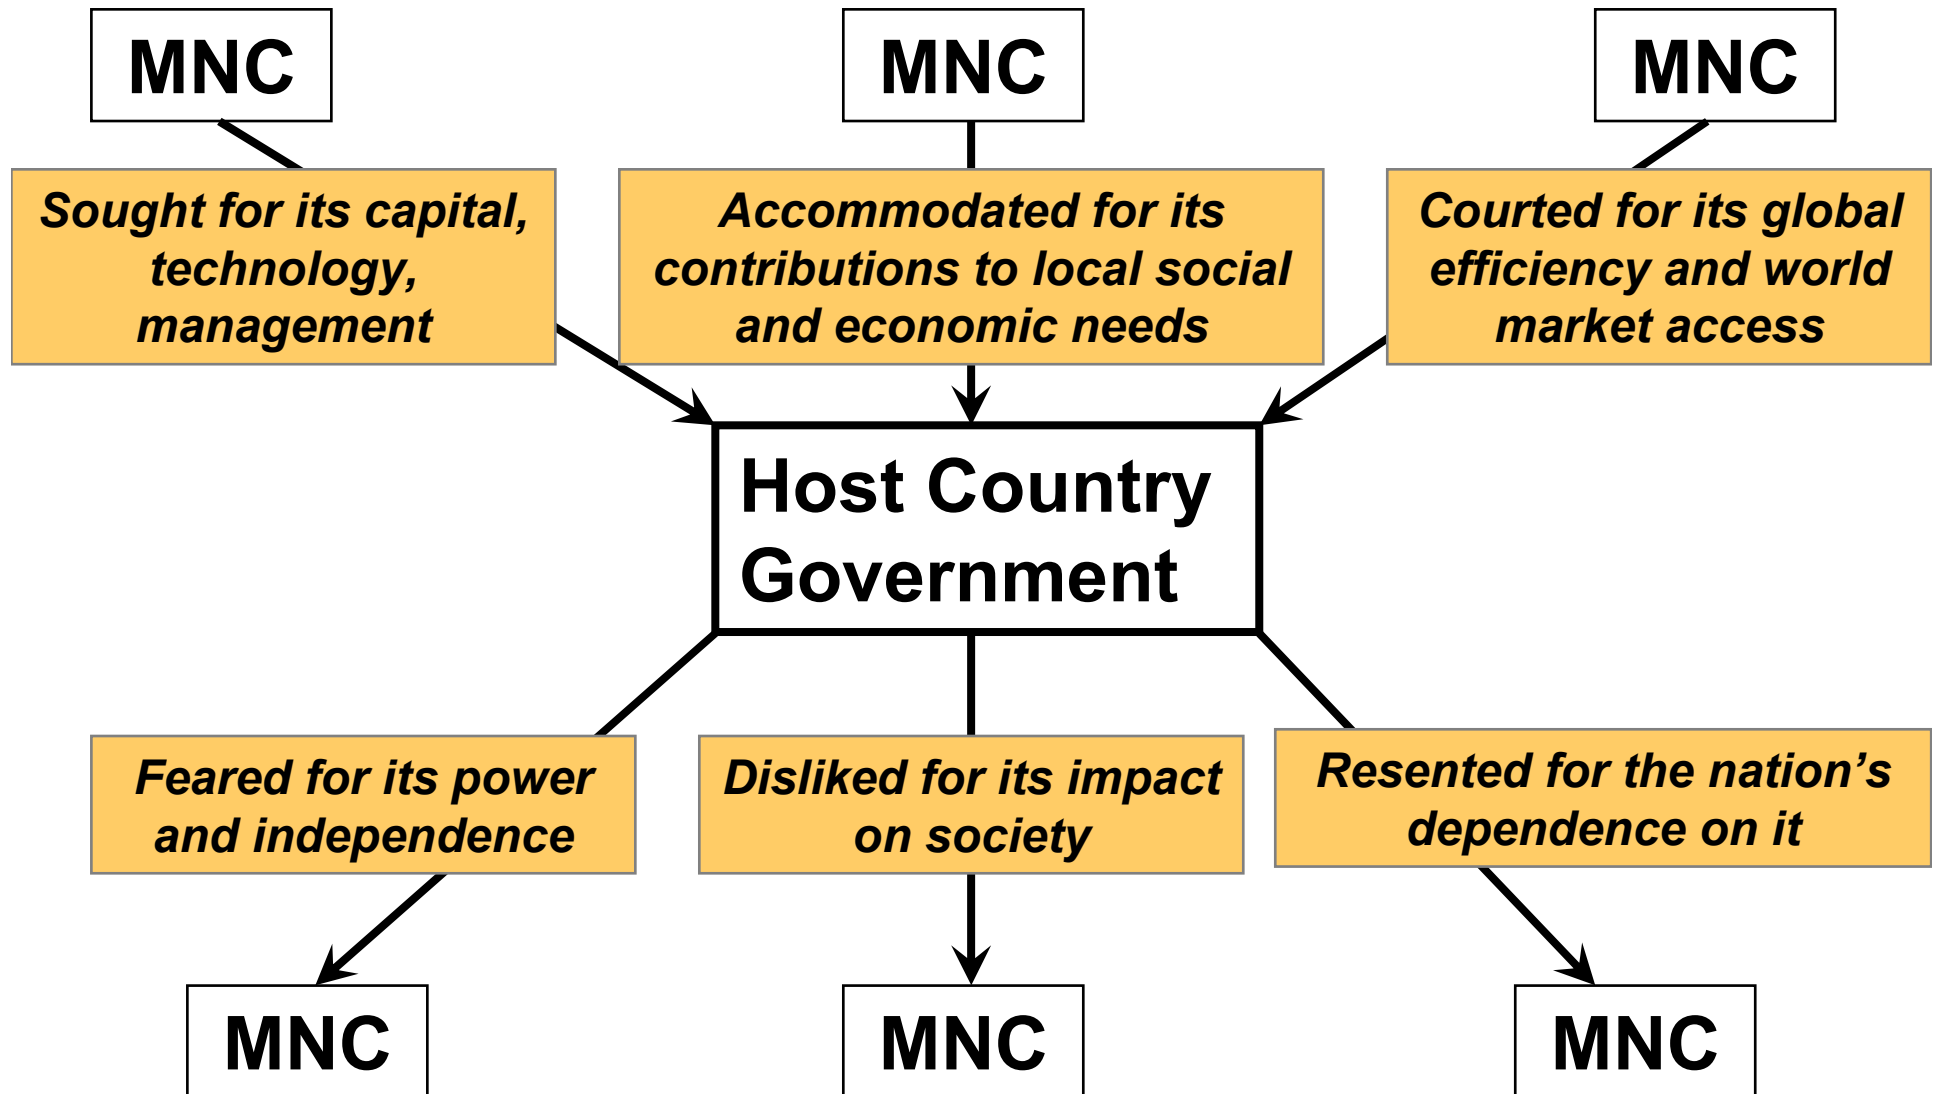 MNC
MNC
MNC
Sought for its capital,
technology,
management
Accommodated for its
contributions to local social
and economic needs
Courted for its global
efficiency and world
market access
Host Country
Government
Feared for its power
and independence
Disliked for its impact
on society
Resented for the nation’s
dependence on it
MNC
MNC
MNC